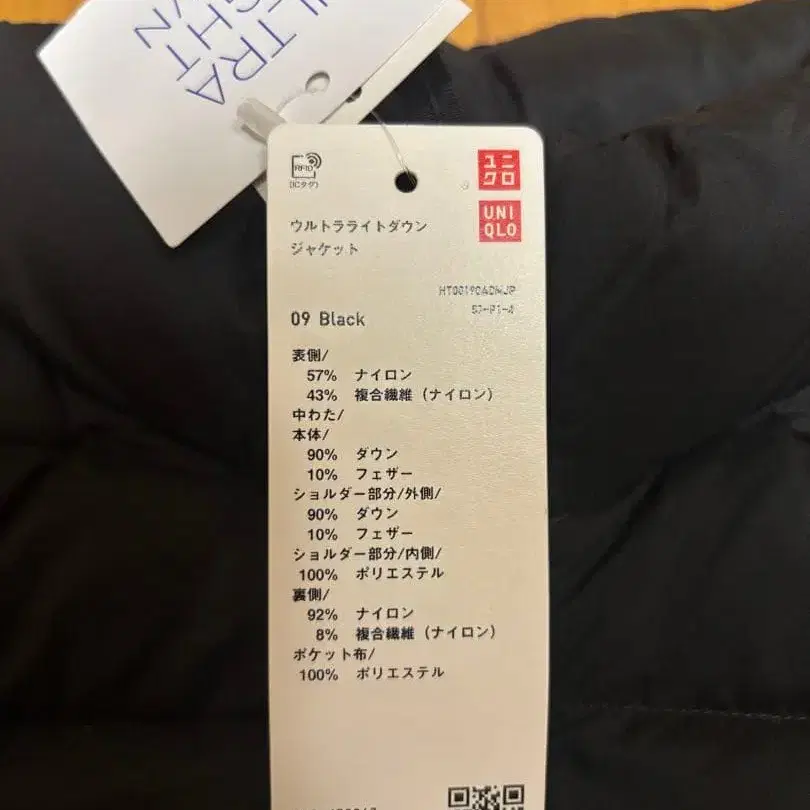 ULTRA
LIGHT
DOWN
RFID
(ICタグ)
ユニ
クロ
UNI
QLO
ウルトラライトダウン
ジャケット
09 Black
表側/
57% ナイロン
43% 複合繊維（ナイロン）
中わた/
本体/
90% ダウン
10% フェザー
ショルダー部分/外側/
90% ダウン
10% フェザー
ショルダー部分/内側/
100% ポリエステル
裏側/
92% ナイロン
8% 複合繊維（ナイロン）
ポケット布/
100% ポリエステル